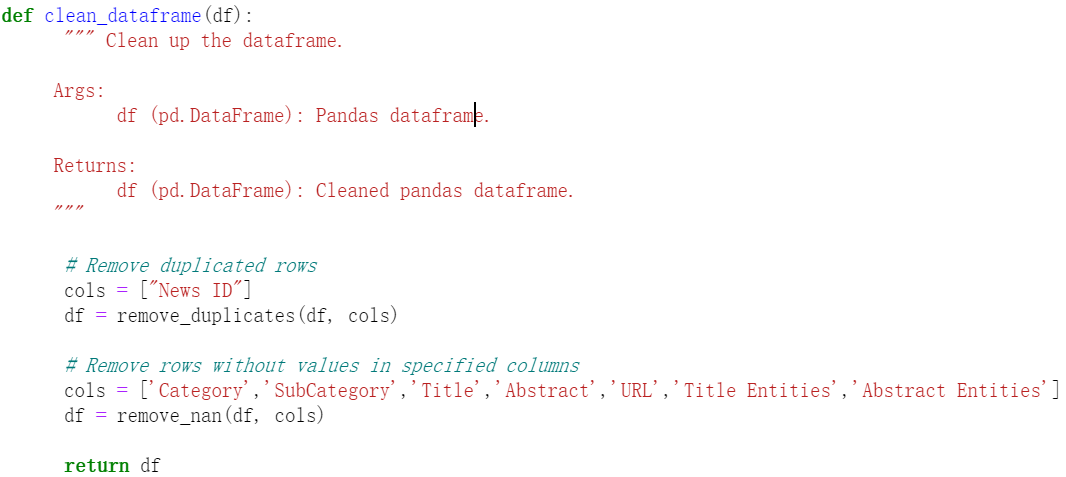 def clean_dataframe(df):
""" Clean up the dataframe.
Args:
df (pd.DataFrame): Pandas dataframe.
Returns:
df (pd.DataFrame): Cleaned pandas dataframe.
"""
# Remove duplicated rows
cols = ["News ID"]
df = remove_duplicates(df, cols)
# Remove rows without values in specified columns
cols = ['Category','SubCategory','Title','Abstract','URL','Title Entities','Abstract Entities']
df = remove_nan(df, cols)
return df